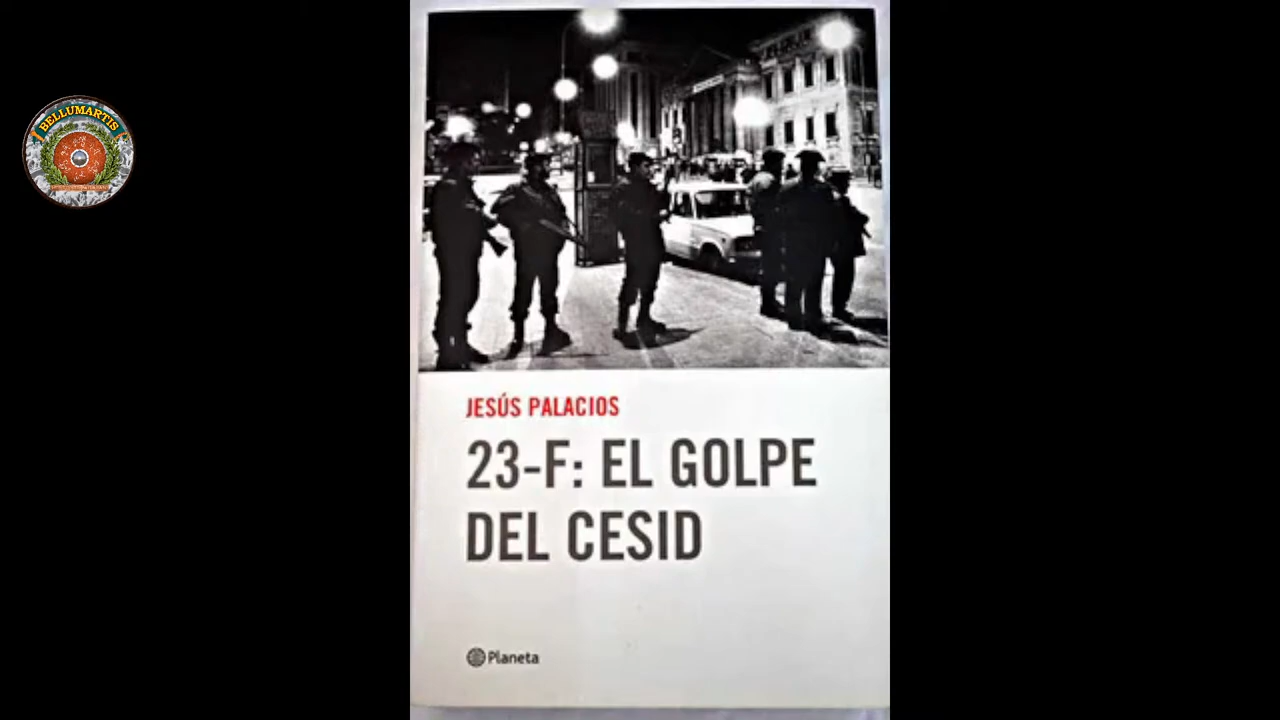 BELLUMARTIS
JESÚS PALACIOS
23-F: EL GOLPE
DEL CESID
Planeta